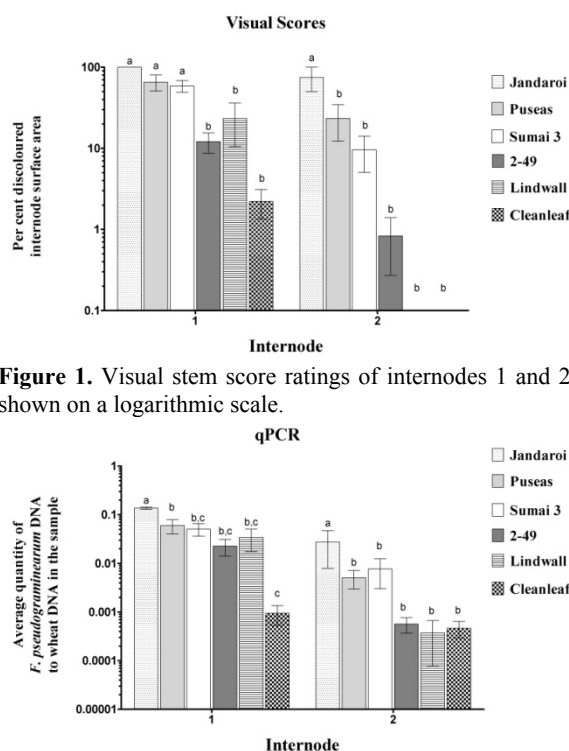 Visual Scores
Per cent discoloured
internode surface area
100
10
1
0.1
a a a b b b
a b b b b b
1 2
Internode
Jandaroi
Puseas
Sumai 3
2-49
Lindwall
Cleanleaf
Figure 1. Visual stem score ratings of internodes 1 and 2
shown on a logarithmic scale.
qPCR
Average quantity of
F. pseudograminearum DNA
to wheat DNA in the sample
1
0.1
0.01
0.001
0.0001
0.00001
a b b,c b,c b,c c
a b b b b b
1 2
Internode
Jandaroi
Puseas
Sumai 3
2-49
Lindwall
Cleanleaf